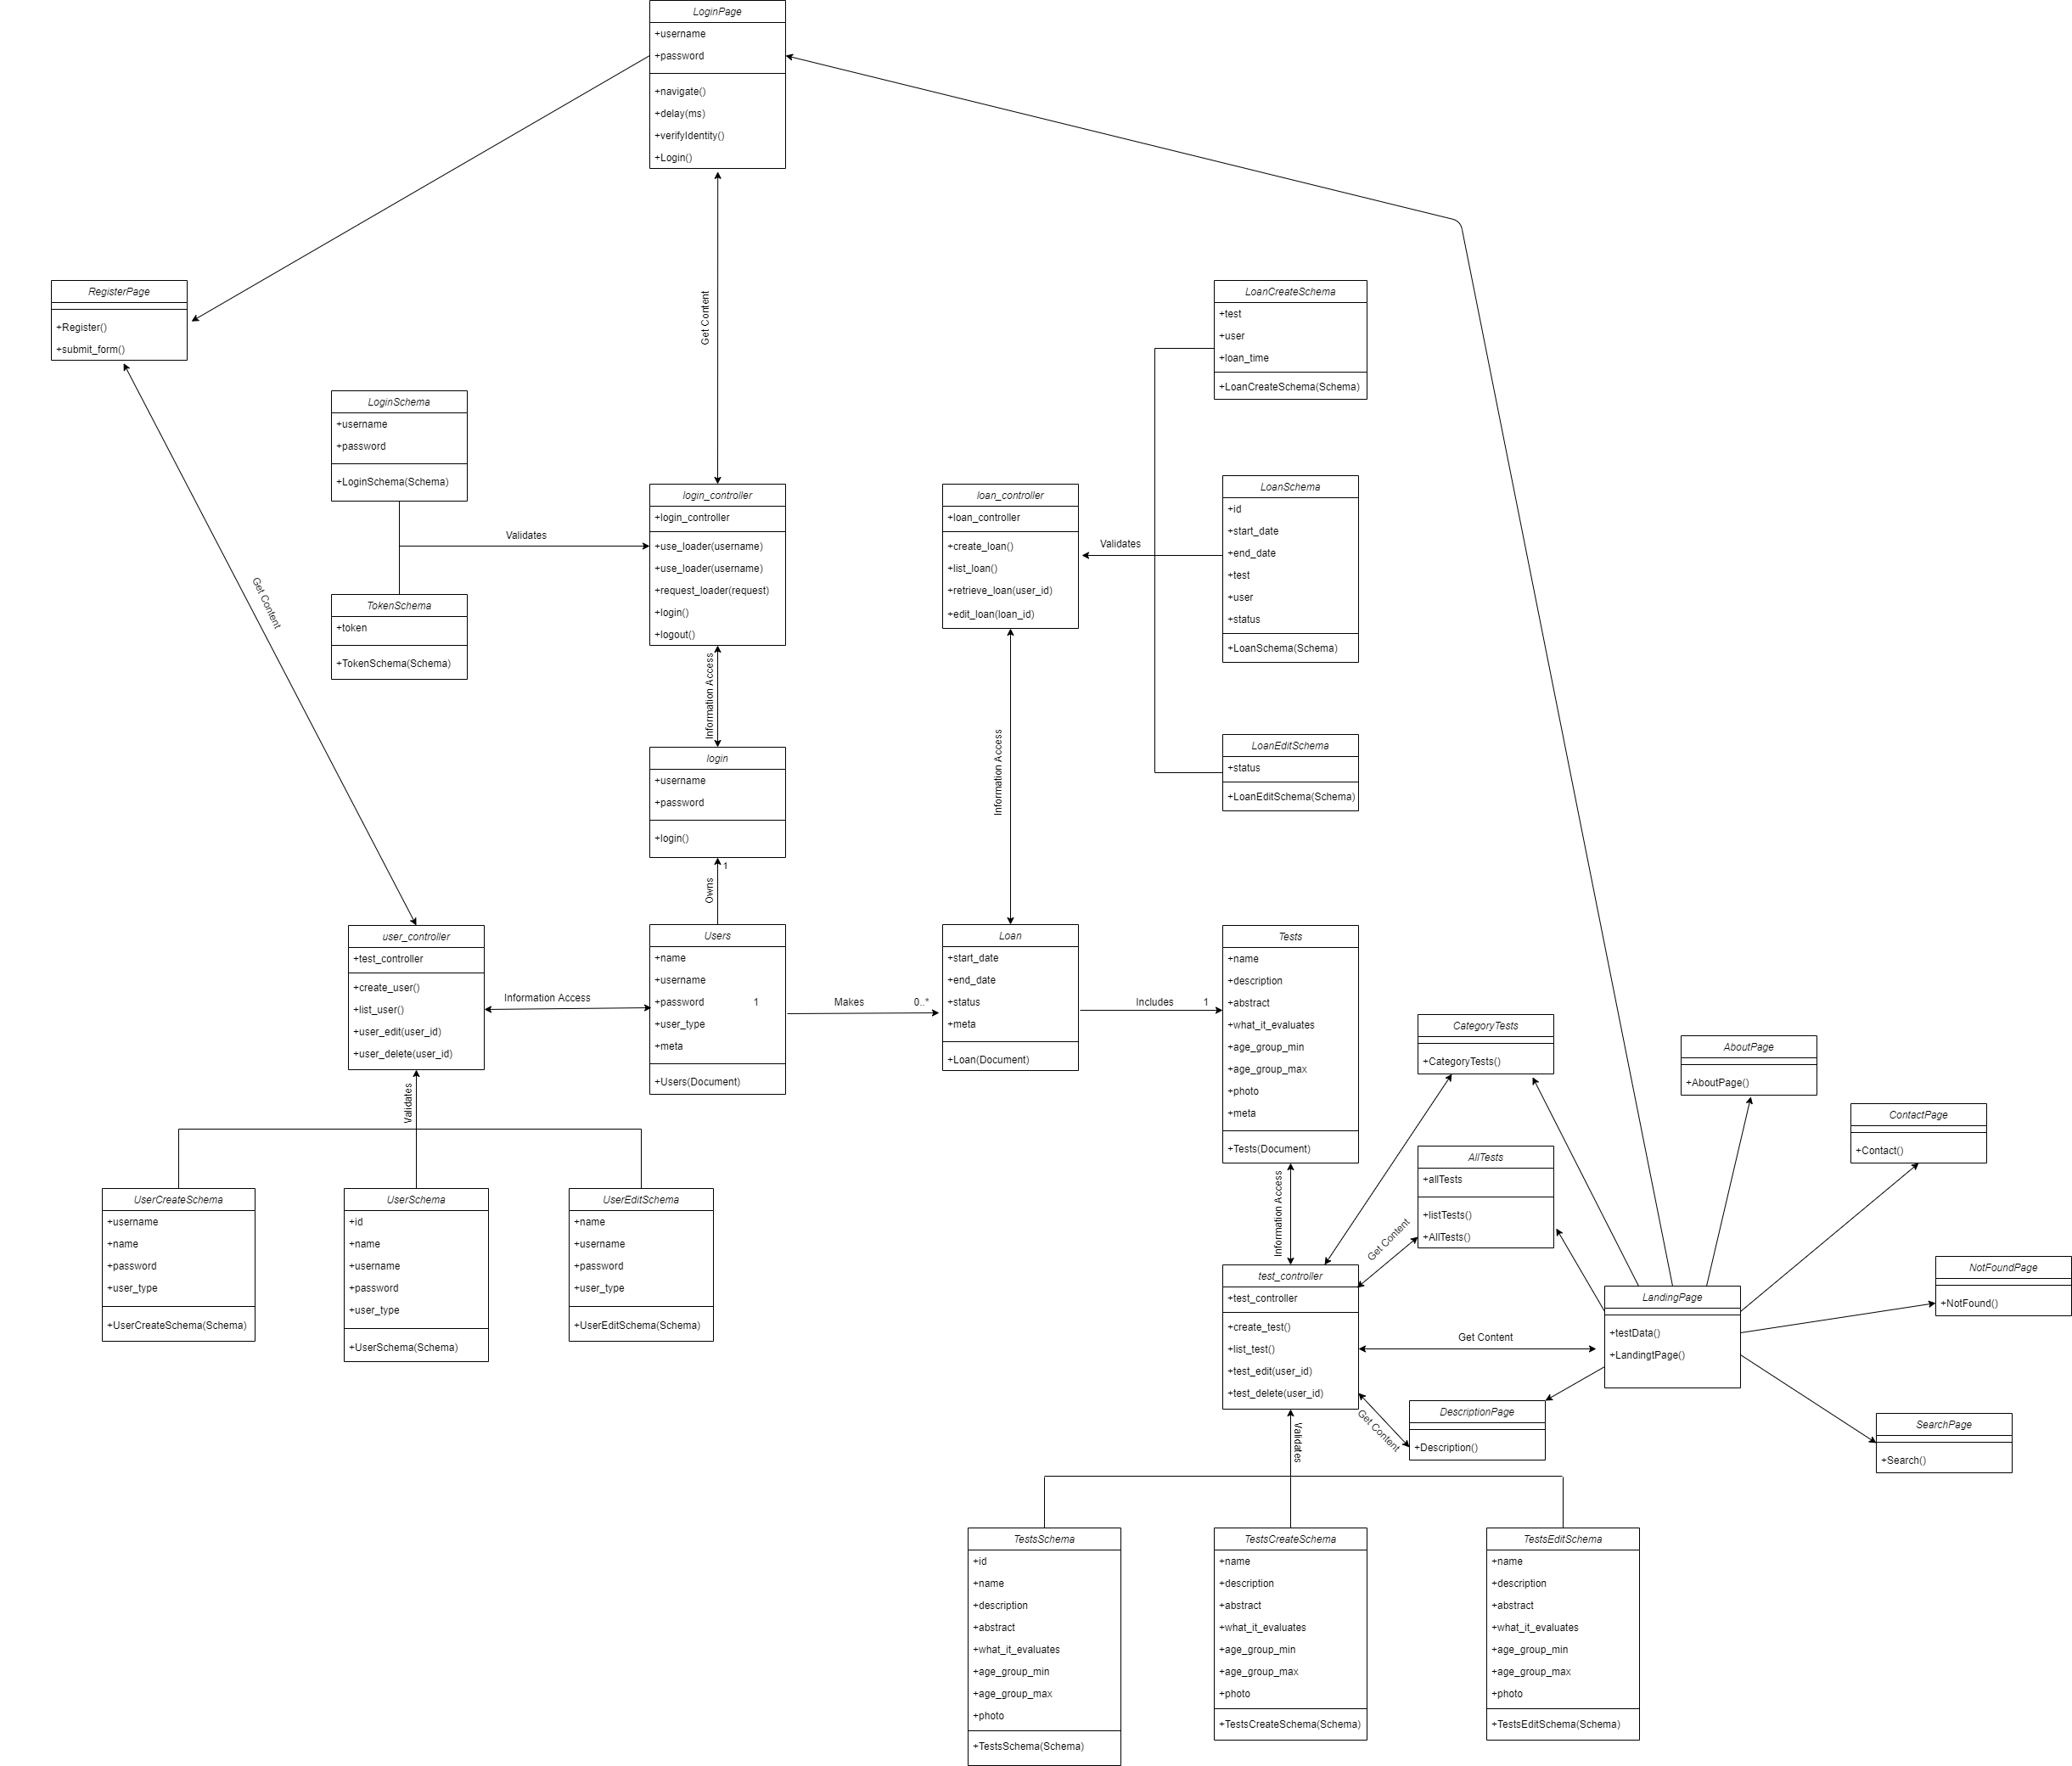 LoginPage
+username
+password
+navigate()
+delay(ms)
+verifyIdentity()
+Login()
RegisterPage
+Register()
+submit_form()
Get Content
LoanCreateSchema
+test
+user
+loan_time
+LoanCreateSchema(Schema)
LoginSchema
+username
+password
+LoginSchema(Schema)
Validates
TokenSchema
+token
+TokenSchema(Schema)
Get Content
login_controller
+login_controller
+use_loader(username)
+use_loader(username)
+request_loader(request)
+login()
+logout()
Information Access
loan_controller
+loan_controller
+create_loan()
+list_loan()
+retrieve_loan(user_id)
+edit_loan(loan_id)
Validates
LoanSchema
+id
+start_date
+end_date
+test
+user
+status
+LoanSchema(Schema)
Information Access
LoanEditSchema
+status
+LoanEditSchema(Schema)
login
+username
+password
+login()
1
Owns
user_controller
+test_controller
+create_user()
+list_user()
+user_edit(user_id)
+user_delete(user_id)
Information Access
Users
+name
+username
+password
+user_type
+meta
+Users(Document)
1
Makes
0..*
Loan
+start_date
+end_date
+status
+meta
+Loan(Document)
Includes
1
Tests
+name
+description
+abstract
+what_it_evaluates
+age_group_min
+age_group_max
+photo
+meta
+Tests(Document)
Information Access
Validates
UserCreateSchema
+username
+name
+password
+user_type
+UserCreateSchema(Schema)
UserSchema
+id
+name
+username
+password
+user_type
+UserSchema(Schema)
UserEditSchema
+name
+username
+password
+user_type
+UserEditSchema(Schema)
CategoryTests
+CategoryTests()
AboutPage
+AboutPage()
ContactPage
+Contact()
AllTests
+allTests
+listTests()
+AllTests()
Get Content
NotFoundPage
+NotFound()
test_controller
+test_controller
+create_test()
+list_test()
+test_edit(user_id)
+test_delete(user_id)
Get Content
LandingPage
+testData()
+LandingtPage()
Get Content
DescriptionPage
+Description()
SearchPage
+Search()
Validates
TestsSchema
+id
+name
+description
+abstract
+what_it_evaluates
+age_group_min
+age_group_max
+photo
+TestsSchema(Schema)
TestsCreateSchema
+name
+description
+abstract
+what_it_evaluates
+age_group_min
+age_group_max
+photo
+TestsCreateSchema(Schema)
TestsEditSchema
+name
+description
+abstract
+what_it_evaluates
+age_group_min
+age_group_max
+photo
+TestsEditSchema(Schema)